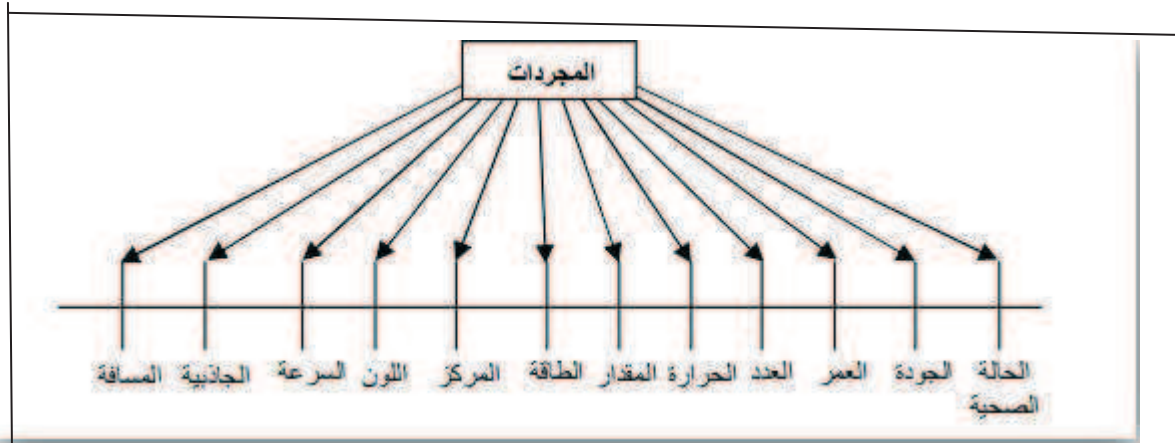 المجردات
الحالة الصحية
الجودة
العمر
العدد
الحرارة
المقدار
الطاقة
المركز
اللون
السرعة
الجاذبية
المسافة